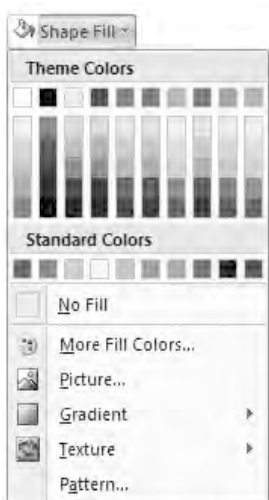 Shape Fill
Theme Colors
Standard Colors
No Fill
More Fill Colors...
Picture...
Gradient
Texture
Pattern...